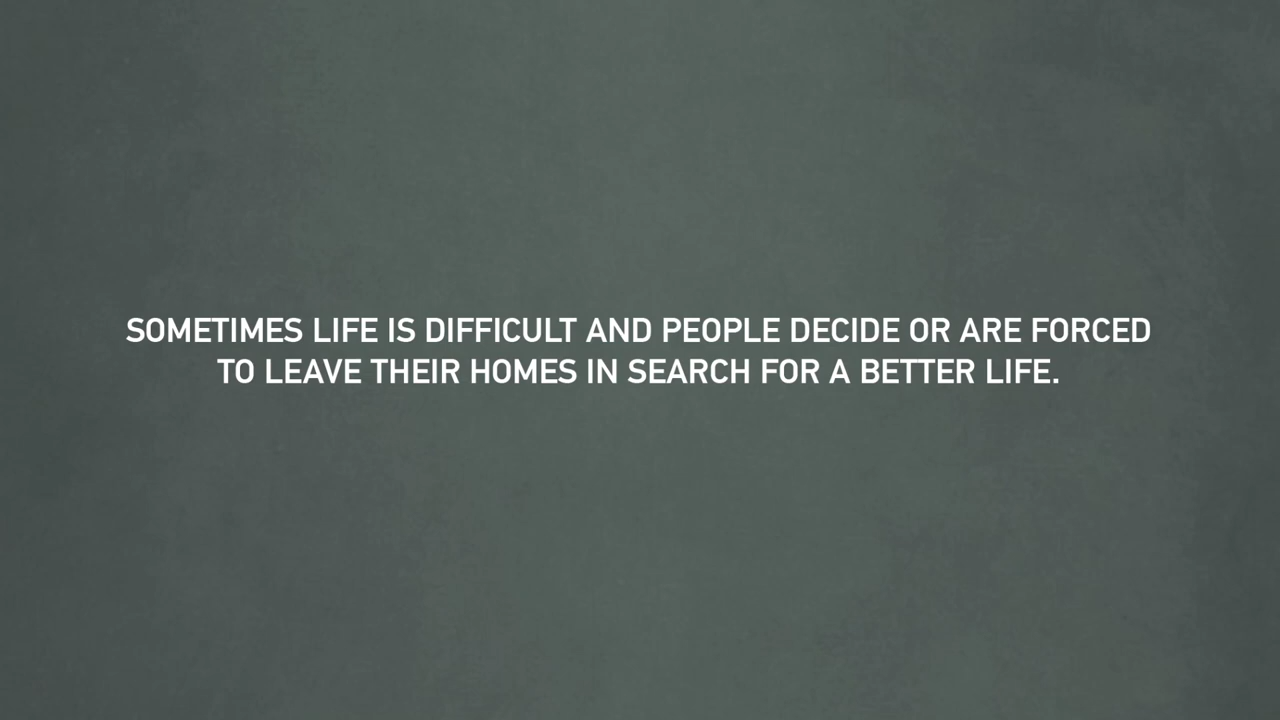 SOMETIMES LIFE IS DIFFICULT AND PEOPLE DECIDE OR ARE FORCED
TO LEAVE THEIR HOMES IN SEARCH FOR A BETTER LIFE.